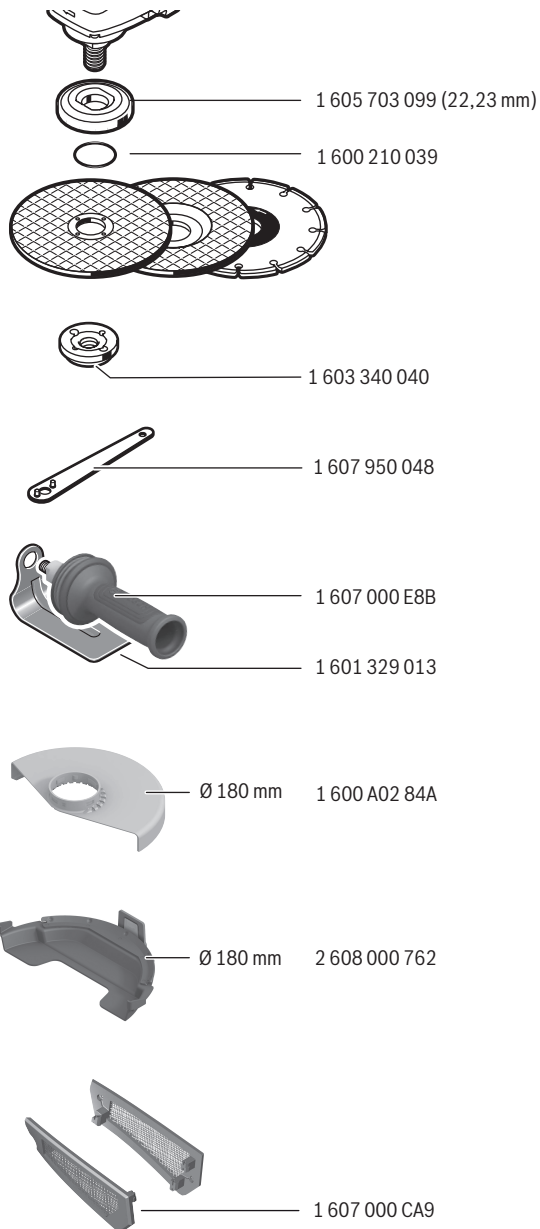 1 605 703 099 (22,23 mm)
1 600 210 039
1 603 340 040
1 607 950 048
1 607 000 E8B
1 601 329 013
Ø 180 mm 1 600 A02 84A
Ø 180 mm 2 608 000 762
1 607 000 CA9